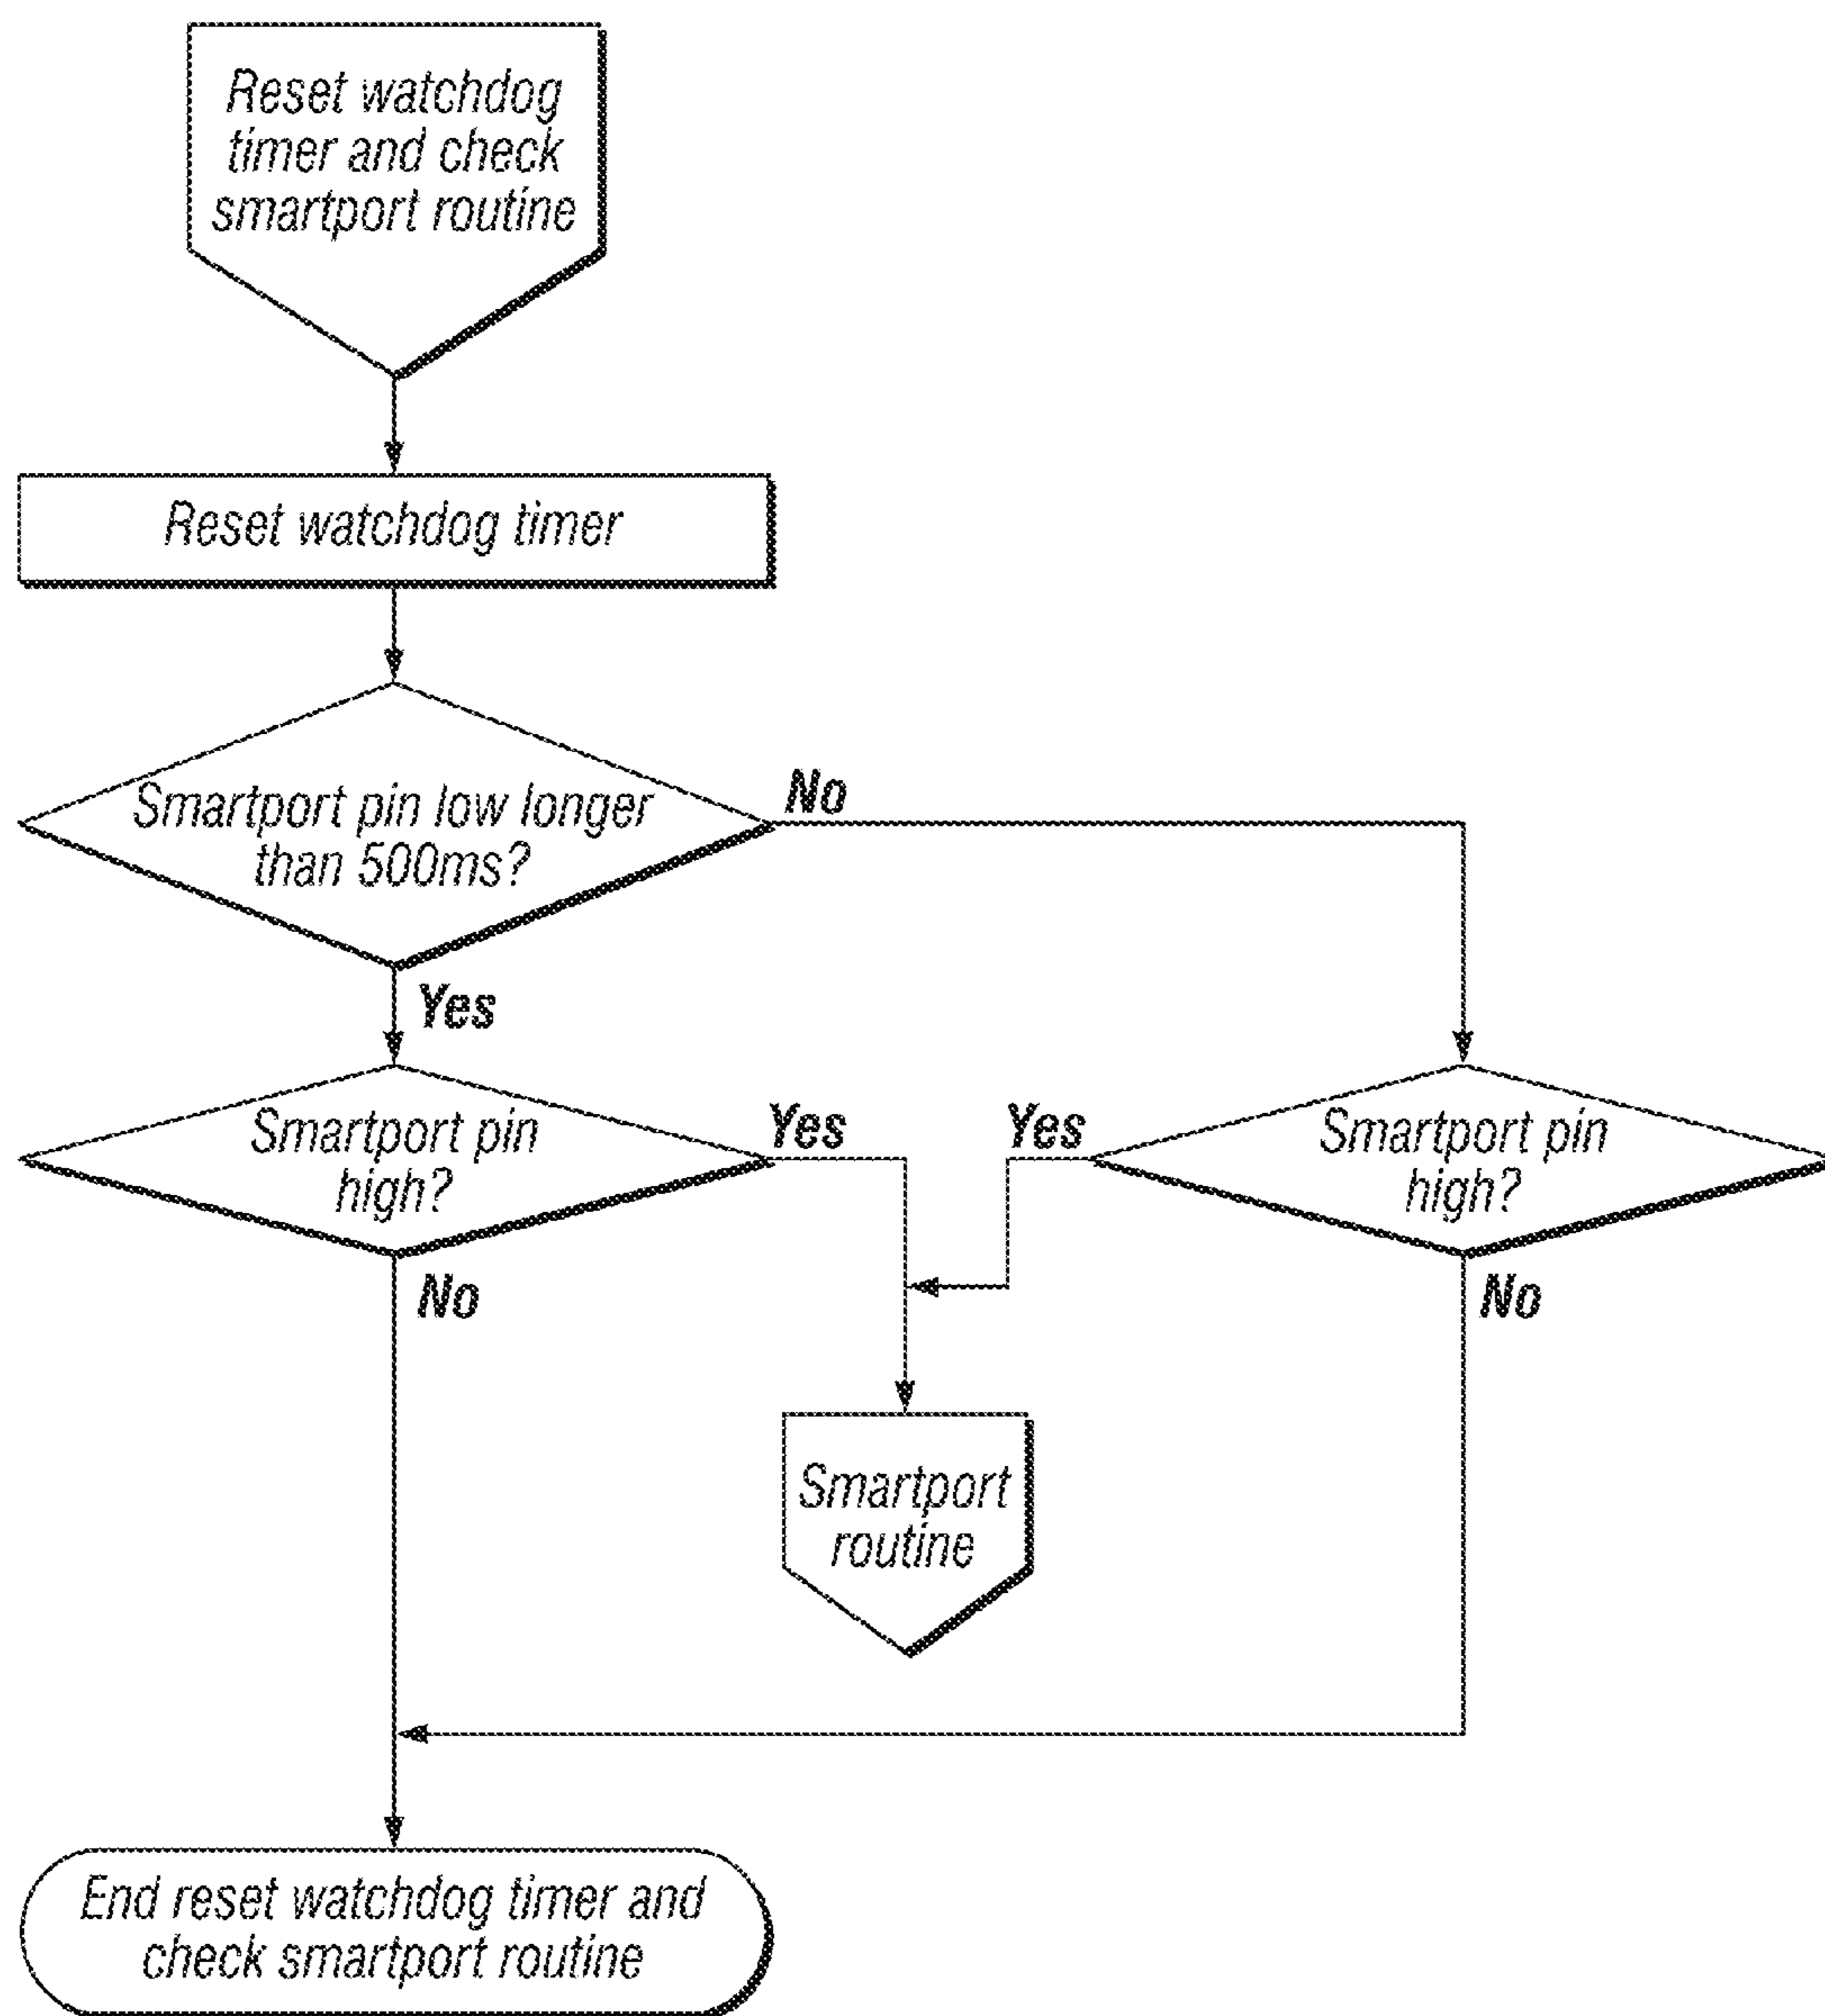 Reset watchdog
timer and check
smartport routine
Reset watchdog timer
Smartport pin low longer
than 500ms?
No
Yes
Smartport pin
high?
Yes
No
Yes
Smartport pin
high?
No
Smartport
routine
End reset watchdog timer and
check smartport routine